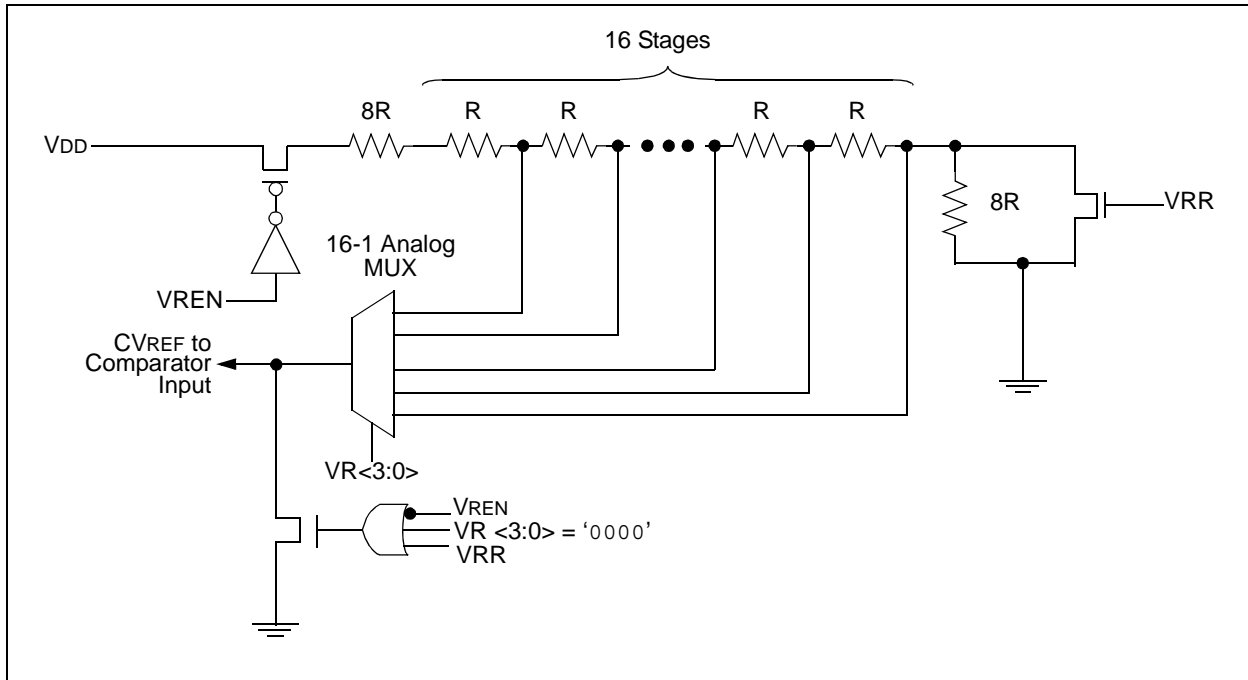 16 Stages
8R R R R R
VDD
8R
VRR
16-1 Analog
MUX
VREN
CVREF to
Comparator
Input
VR<3:0>
VREN
VR <3:0> = ‘0000’
VRR